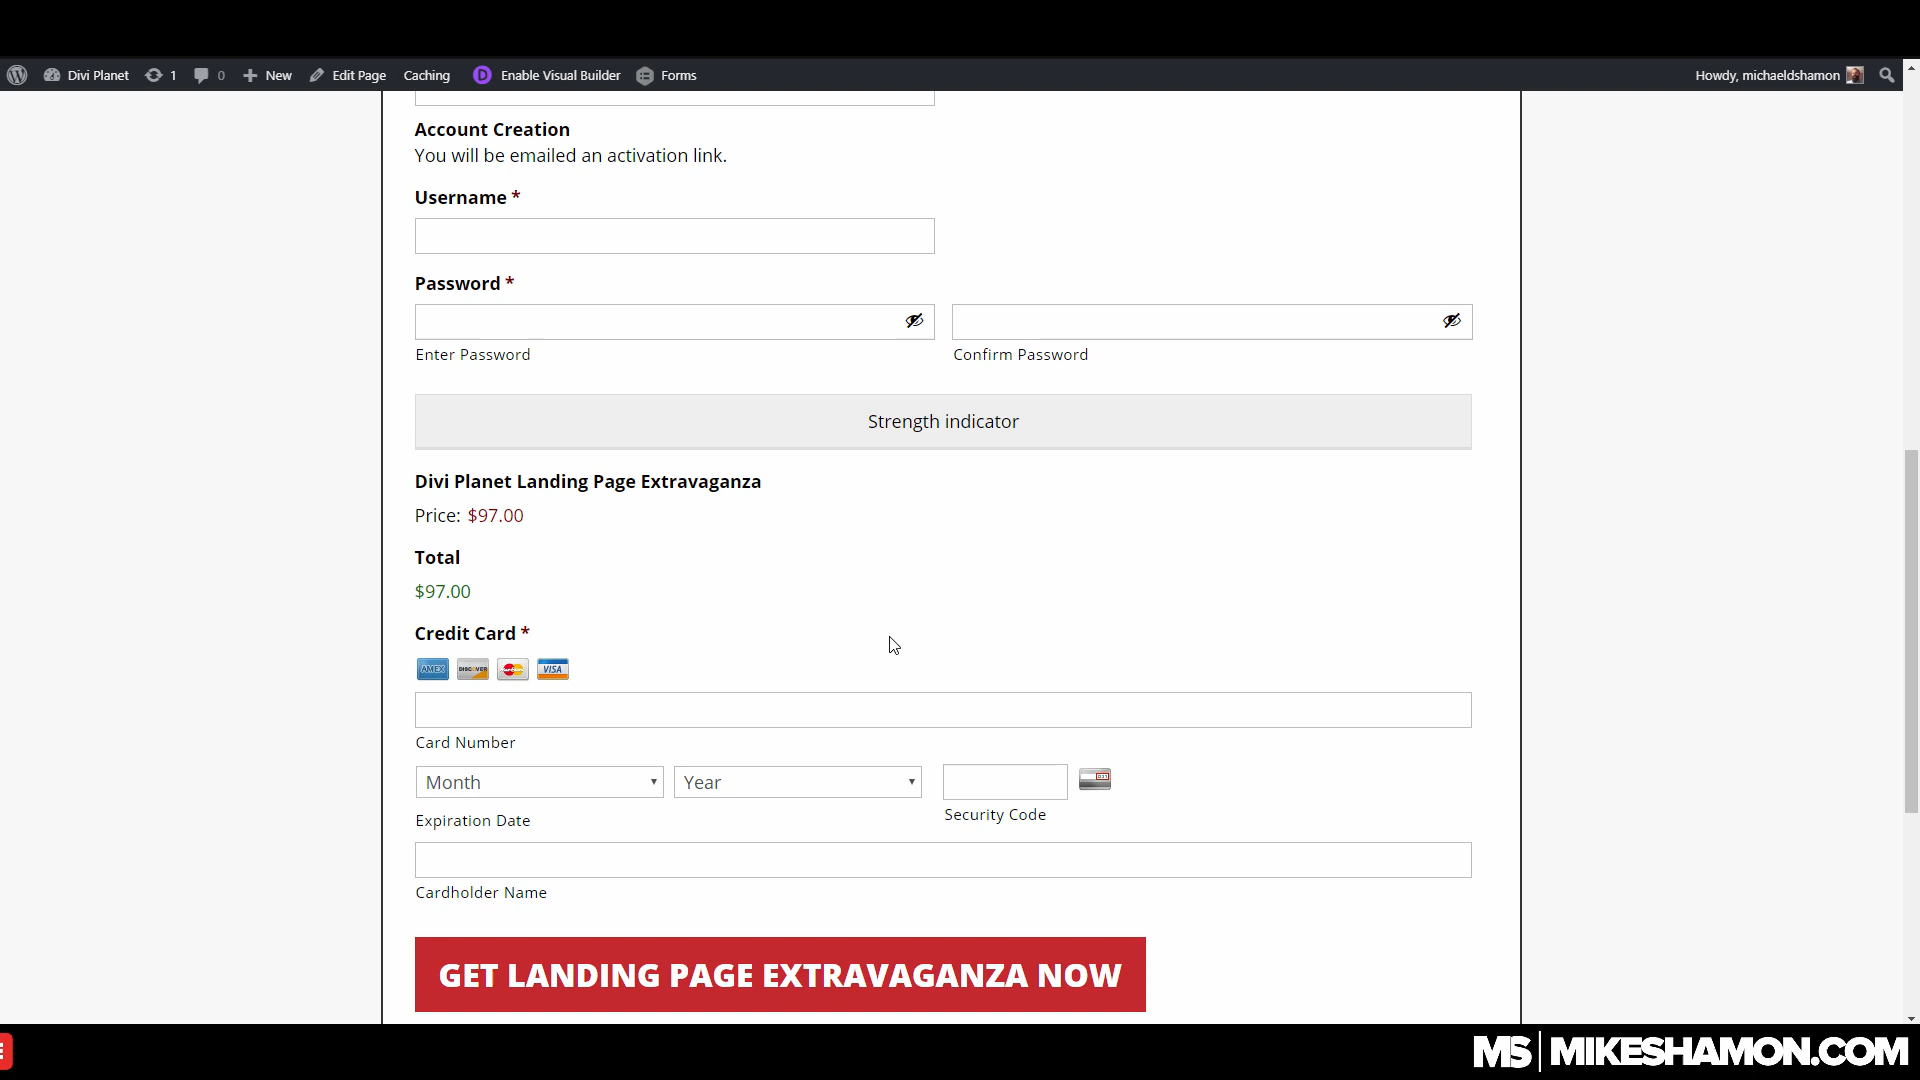 Divi Planet 1 0 New Edit Page Caching D Enable Visual Builder Forms Howdy, michaeldshamon
Account Creation
You will be emailed an activation link.
Username *
Password *
Enter Password Confirm Password
Strength indicator
Divi Planet Landing Page Extravaganza
Price: $97.00
Total
$97.00
Credit Card *
AMEX DISCOVER VISA
Card Number
Month Year
Expiration Date Security Code
Cardholder Name
GET LANDING PAGE EXTRAVAGANZA NOW
MS MIKESHAMON.COM